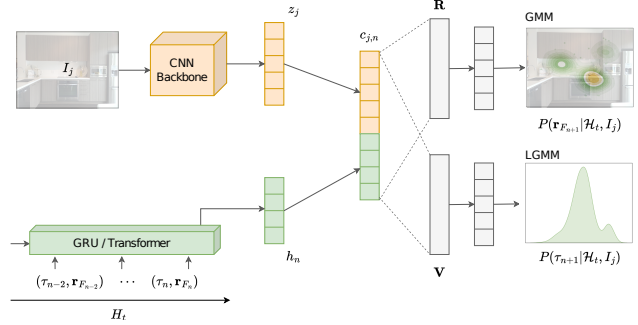 R
z_j
GMM
c_{j,n}
I_j
CNN
Backbone
P(r_{F_{n+1}}|ℋ_t, I_j)
LGMM
GRU / Transformer
h_n
P(τ_{n+1}|ℋ_t, I_j)
V
(τ_{n−2}, r_{F_{n−2}}) ⋯ (τ_n, r_{F_n})
H_t